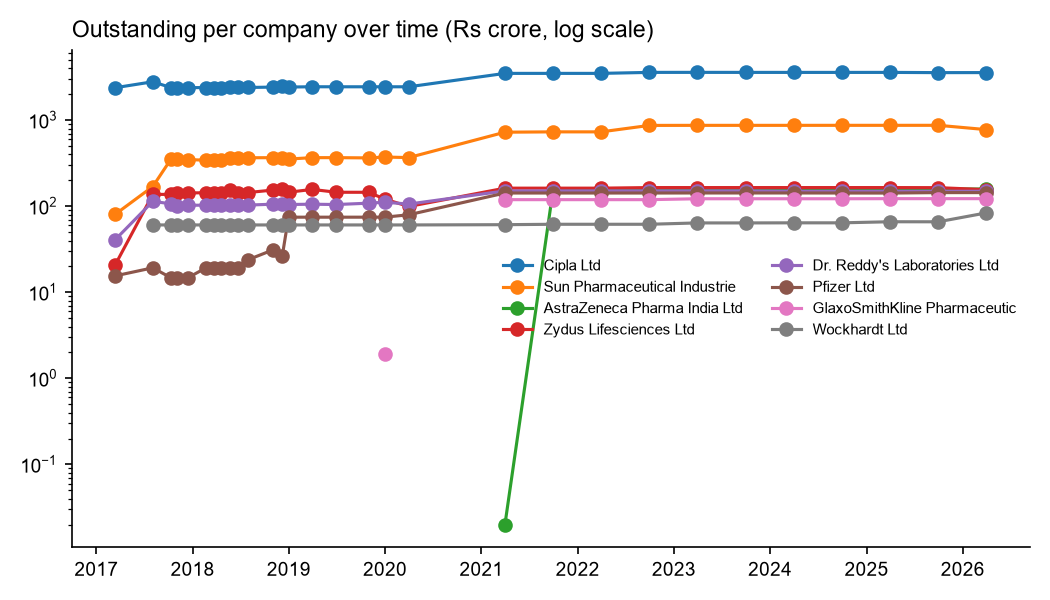 Outstanding per company over time (Rs crore, log scale)
10³
10²
10¹
10⁰
10⁻¹
Cipla Ltd
Sun Pharmaceutical Industrie
AstraZeneca Pharma India Ltd
Zydus Lifesciences Ltd
Dr. Reddy's Laboratories Ltd
Pfizer Ltd
GlaxoSmithKline Pharmaceutic
Wockhardt Ltd
2017 2018 2019 2020 2021 2022 2023 2024 2025 2026